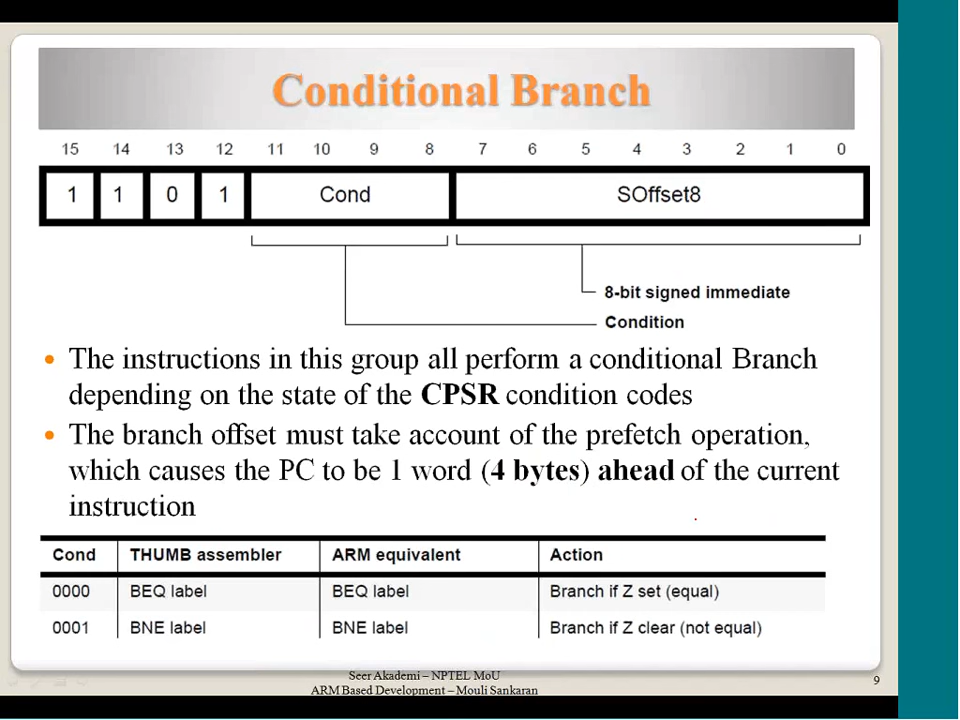 Conditional Branch
15 14 13 12 11 10 9 8 7 6 5 4 3 2 1 0
1 1 0 1 Cond SOffset8
8-bit signed immediate
Condition
• The instructions in this group all perform a conditional Branch
depending on the state of the CPSR condition codes
• The branch offset must take account of the prefetch operation,
which causes the PC to be 1 word (4 bytes) ahead of the current
instruction
Cond THUMB assembler ARM equivalent Action
0000 BEQ label BEQ label Branch if Z set (equal)
0001 BNE label BNE label Branch if Z clear (not equal)
Seer Akademi – NPTEL MoU
ARM Based Development – Mouli Sankaran
9